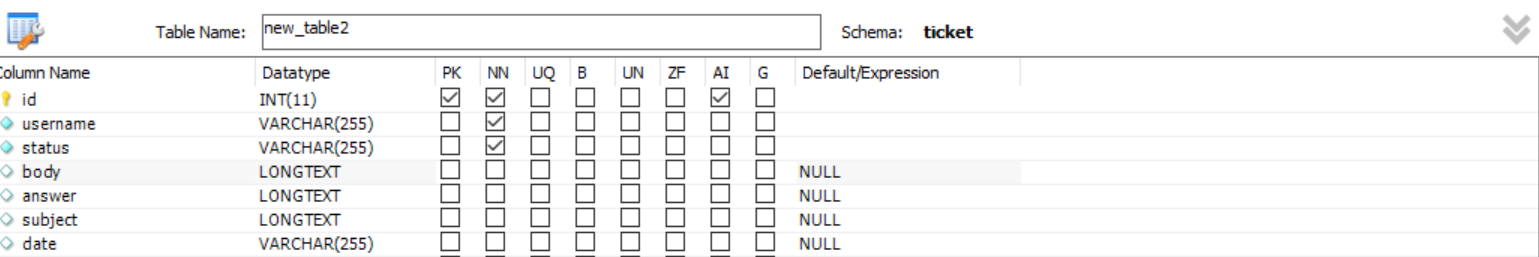 Table Name: new_table2 Schema: ticket
Column Name Datatype PK NN UQ B UN ZF AI G Default/Expression
id INT(11)
username VARCHAR(255)
status VARCHAR(255)
body LONGTEXT NULL
answer LONGTEXT NULL
subject LONGTEXT NULL
date VARCHAR(255) NULL